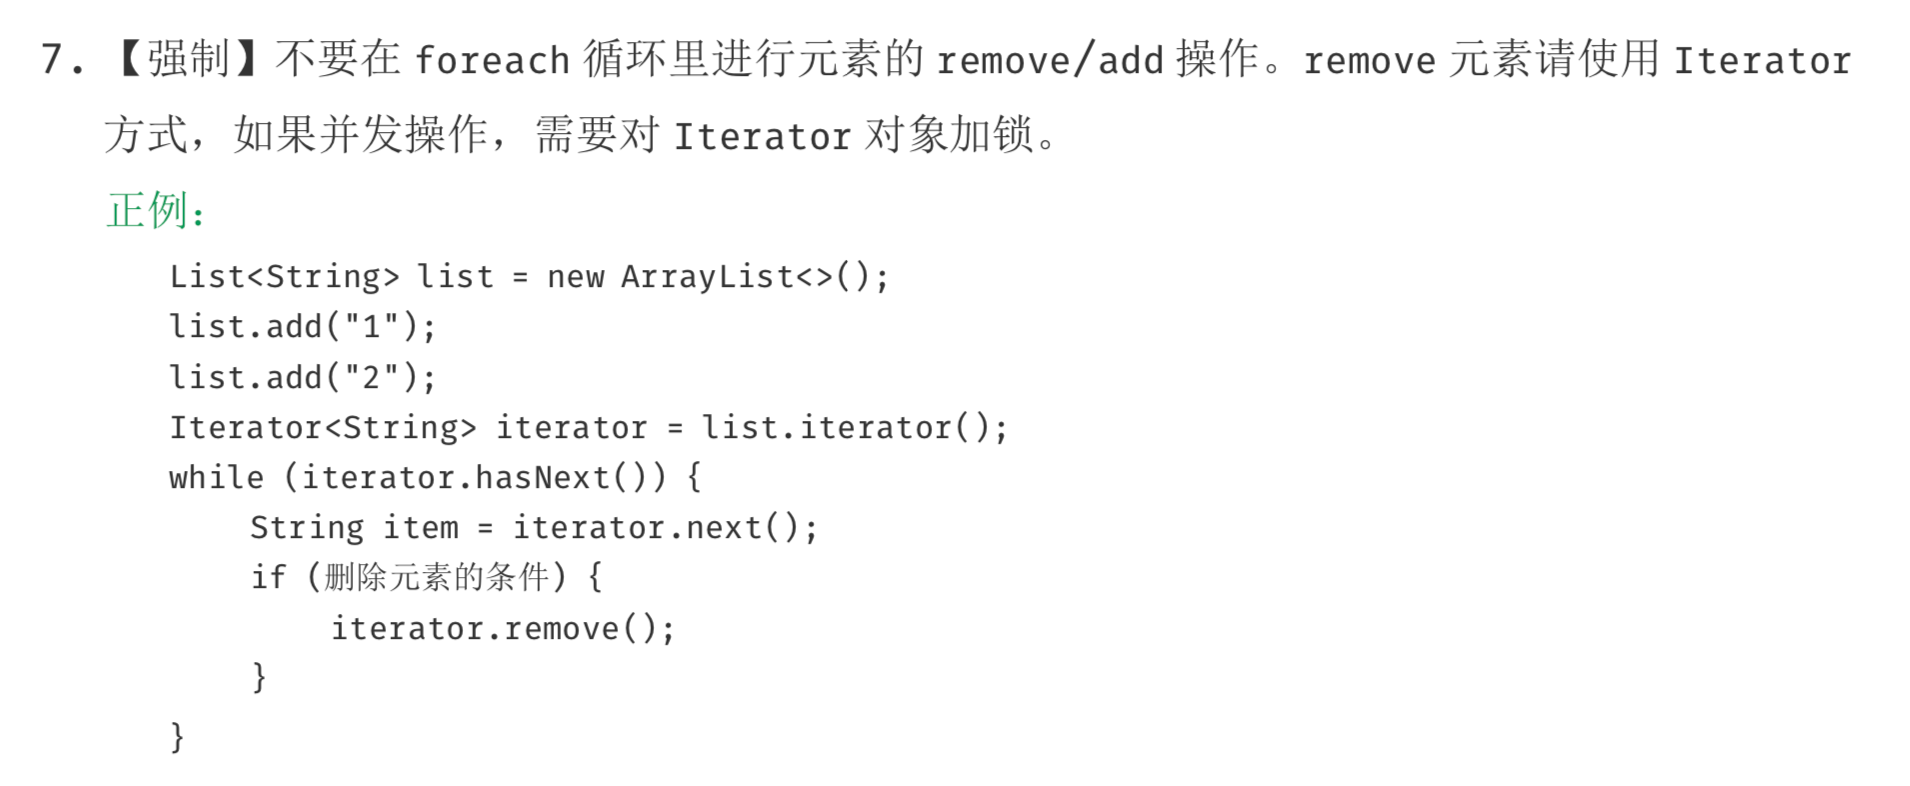 7. 【强制】不要在 foreach 循环里进行元素的 remove/add 操作。remove 元素请使用 Iterator
方式，如果并发操作，需要对 Iterator 对象加锁。
正例：
List<String> list = new ArrayList<>();
list.add("1");
list.add("2");
Iterator<String> iterator = list.iterator();
while (iterator.hasNext()) {
String item = iterator.next();
if (删除元素的条件) {
iterator.remove();
}
}